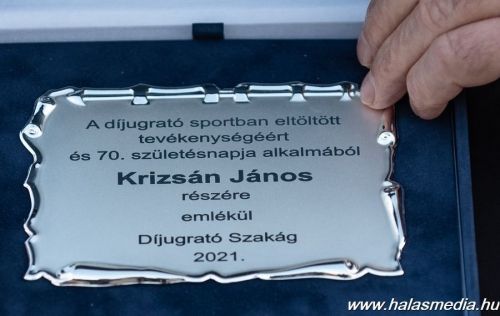 A díjugrató sportban eltöltött
tevékenységéért
és 70. születésnapja alkalmából
Krizsán János
részére
emlékül
Díjugrató Szakág
2021.
www.halasmedia.hu